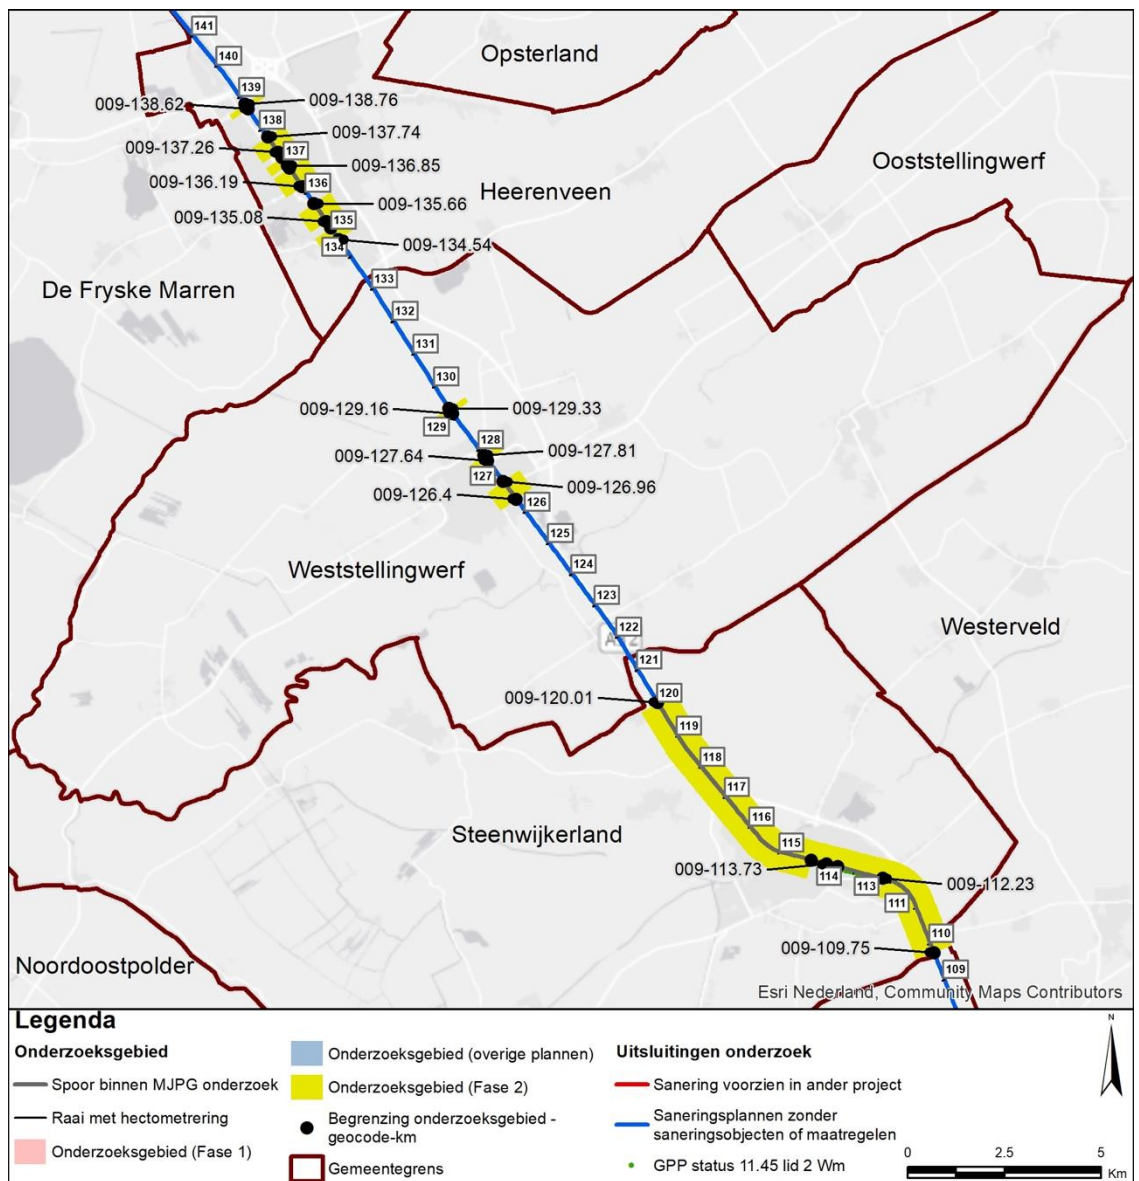 141
140
Opsterland
139
009-138.62
009-138.76
138
009-137.74
009-137.26
137
009-136.85
Ooststellingwerf
009-136.19
136
Heerenveen
009-135.66
009-135.08
135
134
009-134.54
133
De Fryske Marren
132
131
130
009-129.16
009-129.33
129
128
009-127.64
009-127.81
127
009-126.96
009-126.4
126
125
Weststellingwerf
124
123
122
Westerveld
121
120
009-120.01
119
118
117
116
Steenwijkerland
115
009-113.73
114
113
009-112.23
111
110
009-109.75
109
Noordoostpolder
Esri Nederland, Community Maps Contributors
Legenda
Onderzoeksgebied
Spoor binnen MJPG onderzoek
Raai met hectometrering
Onderzoeksgebied (Fase 1)
Onderzoeksgebied (overige plannen)
Onderzoeksgebied (Fase 2)
Begrenzing onderzoeksgebied -
geocode-km
Gemeentegrens
Uitsluitingen onderzoek
Sanering voorzien in ander project
Saneringsplannen zonder
saneringsobjecten of maatregelen
GPP status 11.45 lid 2 Wm
N
0 2.5 5
Km